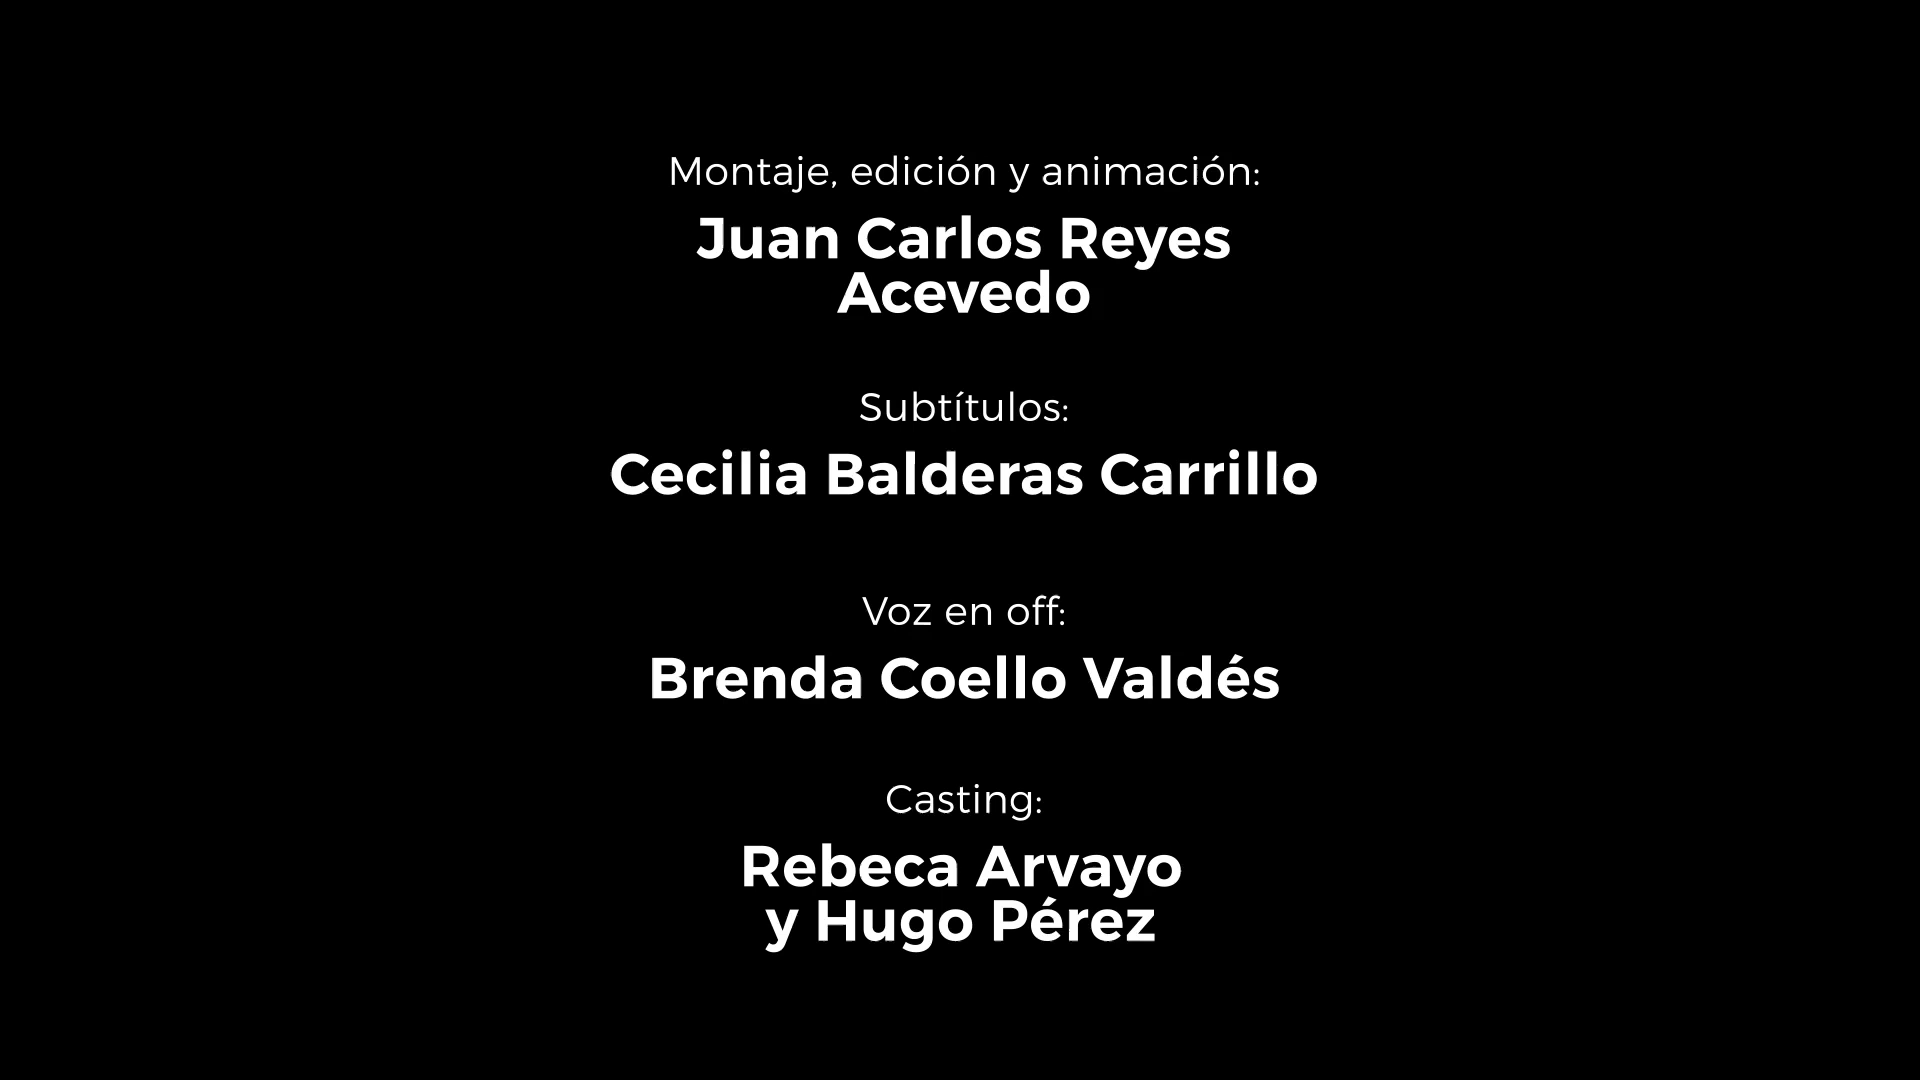 Montaje, edición y animación:
Juan Carlos Reyes
Acevedo
Subtítulos:
Cecilia Balderas Carrillo
Voz en off:
Brenda Coello Valdés
Casting:
Rebeca Arvayo
y Hugo Pérez